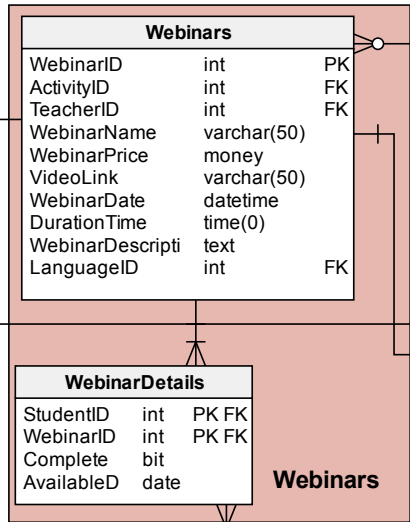 Webinars
WebinarID int PK
ActivityID int FK
TeacherID int FK
WebinarName varchar(50)
WebinarPrice money
VideoLink varchar(50)
WebinarDate datetime
DurationTime time(0)
WebinarDescripti text
LanguageID int FK
WebinarDetails
StudentID int PK FK
WebinarID int PK FK
Complete bit
AvailableD date
Webinars